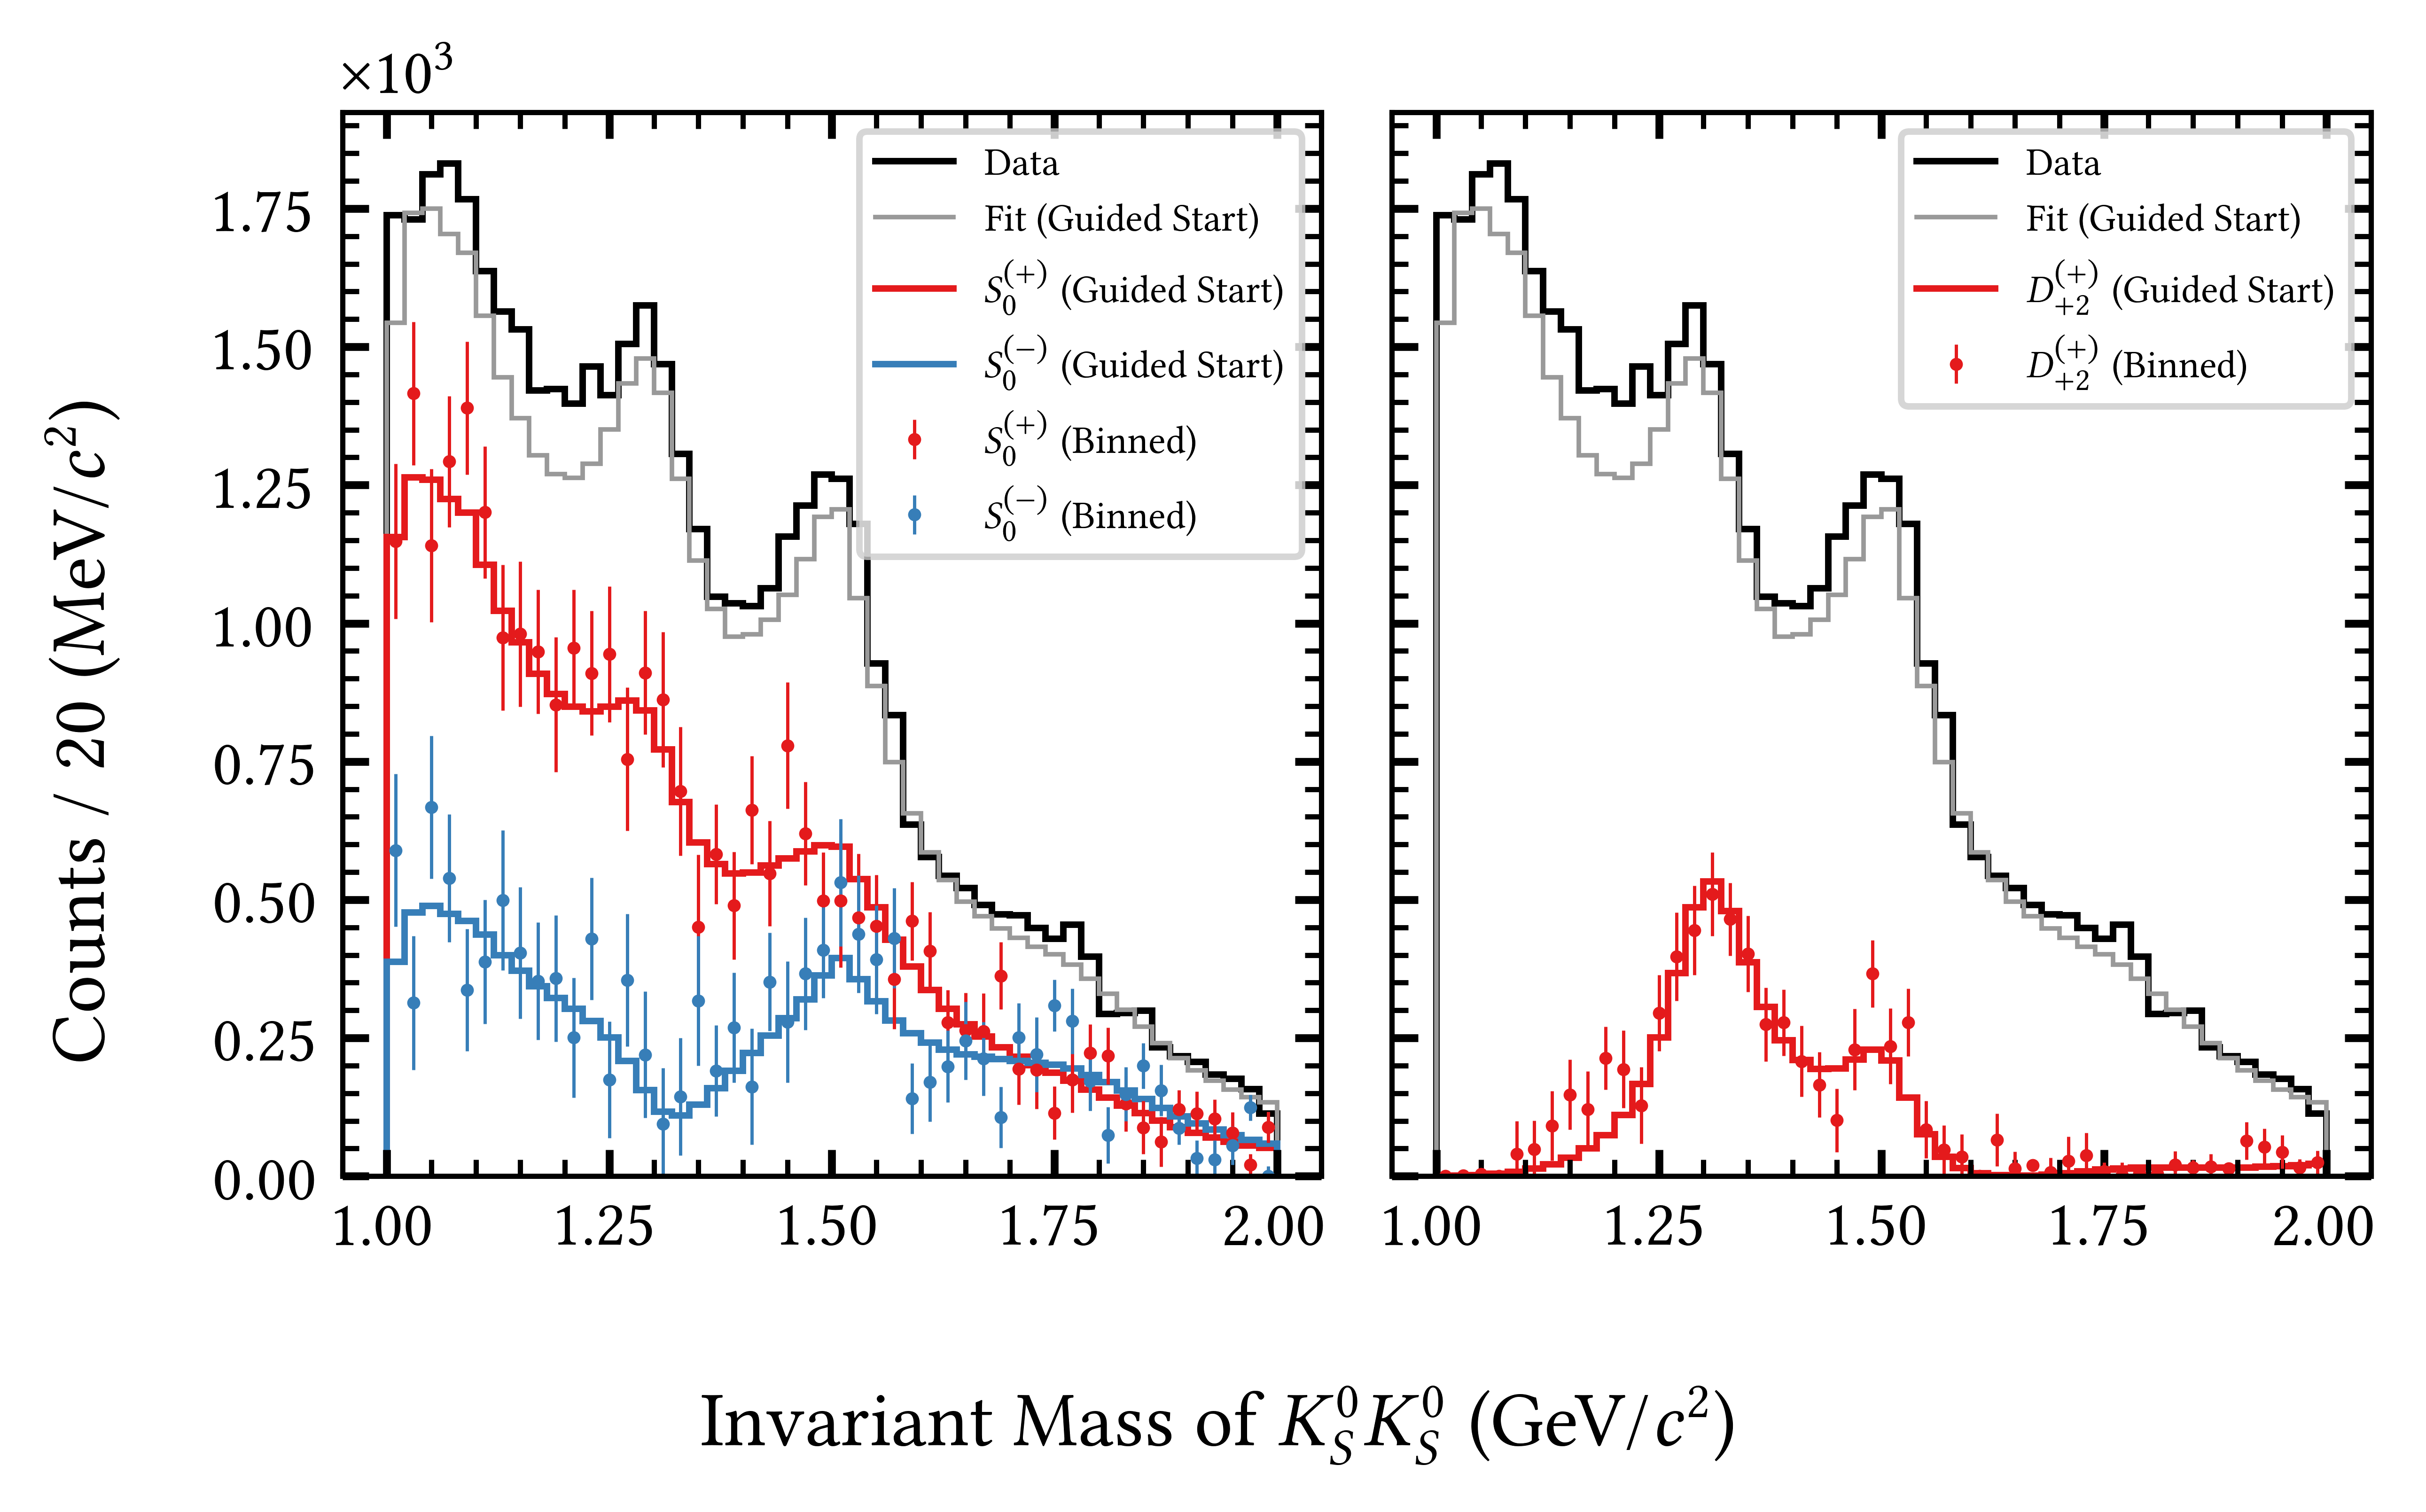 ×10³
Counts / 20 (MeV/c²)
1.75
1.50
1.25
1.00
0.75
0.50
0.25
0.00
Data
Fit (Guided Start)
S₀⁽⁺⁾ (Guided Start)
S₀⁽⁻⁾ (Guided Start)
S₀⁽⁺⁾ (Binned)
S₀⁽⁻⁾ (Binned)
1.00 1.25 1.50 1.75 2.00
Data
Fit (Guided Start)
D₊₂⁽⁺⁾ (Guided Start)
D₊₂⁽⁺⁾ (Binned)
1.00 1.25 1.50 1.75 2.00
Invariant Mass of K_S⁰K_S⁰ (GeV/c²)